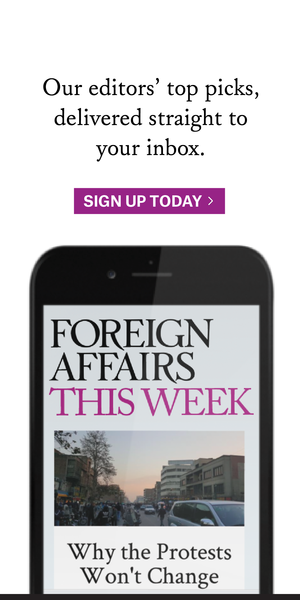 Our editors’ top picks,
delivered straight to
your inbox.
SIGN UP TODAY >
FOREIGN
AFFAIRS
THIS WEEK
Why the Protests
Won't Change